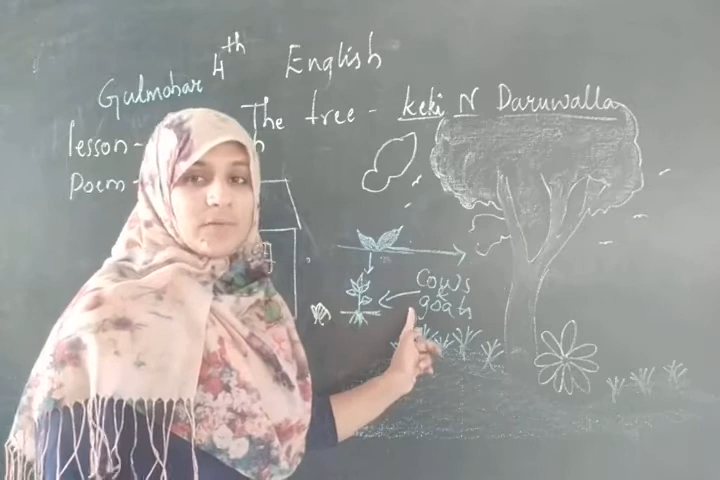 Gulmohar 4th English
lesson - The tree - keki N Daruwalla
Poem -
Cows
goats